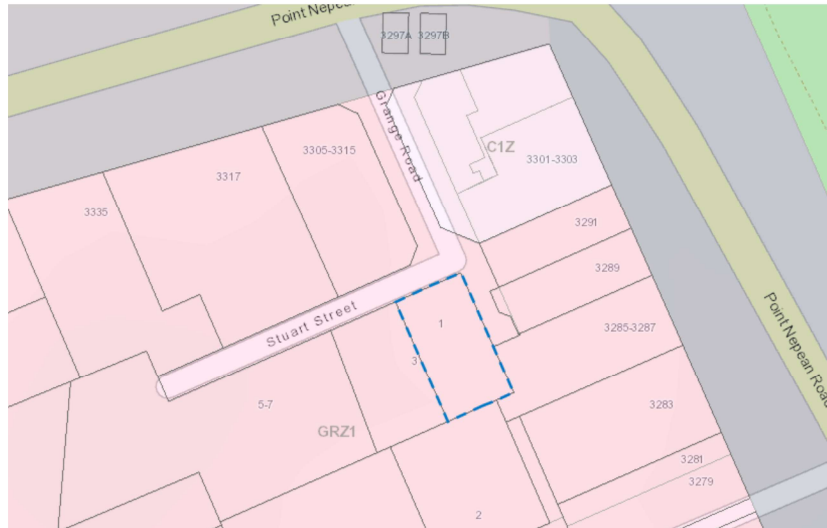 Point Nepe
3297A
3297B
Grange Road
C1Z
3305-3315
3301-3303
3317
3335
3291
3289
Stuart Street
1
3285-3287
Point Nepean Road
3
5-7
3283
GRZ1
3281
3279
2